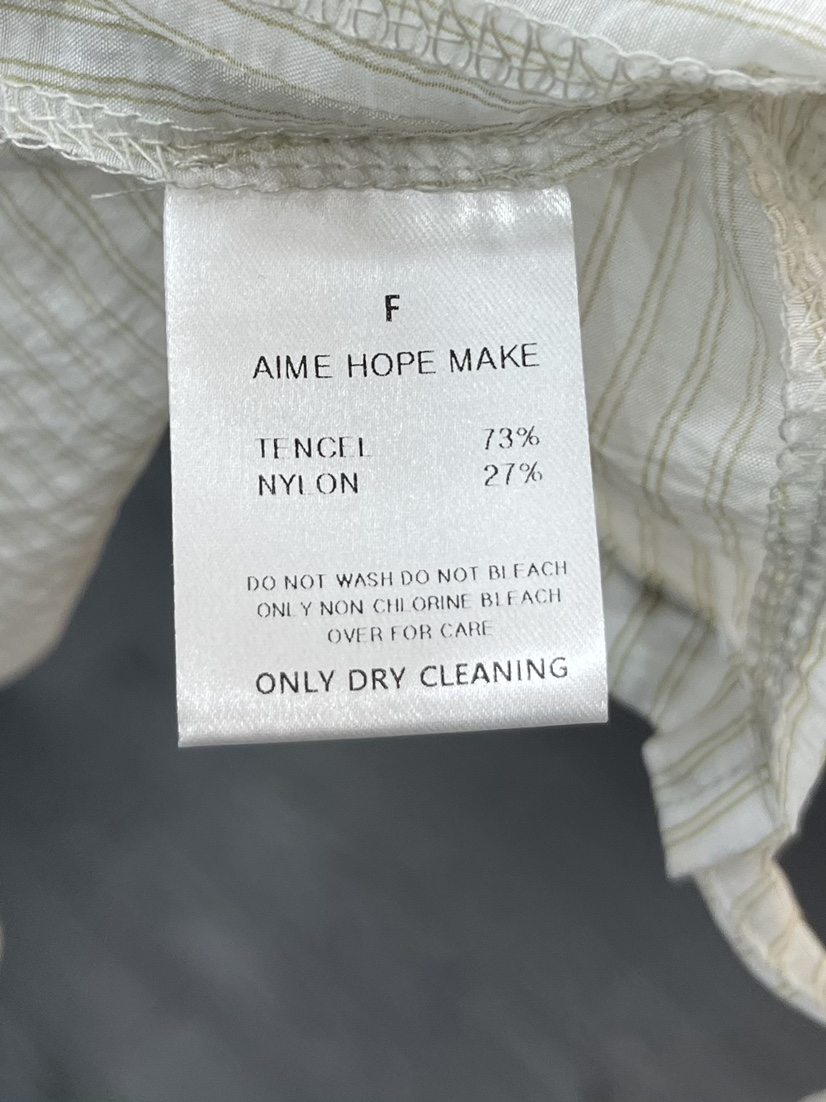 F
AIME HOPE MAKE
TENCEL 73%
NYLON 27%
DO NOT WASH DO NOT BLEACH
ONLY NON CHLORINE BLEACH
OVER FOR CARE
ONLY DRY CLEANING